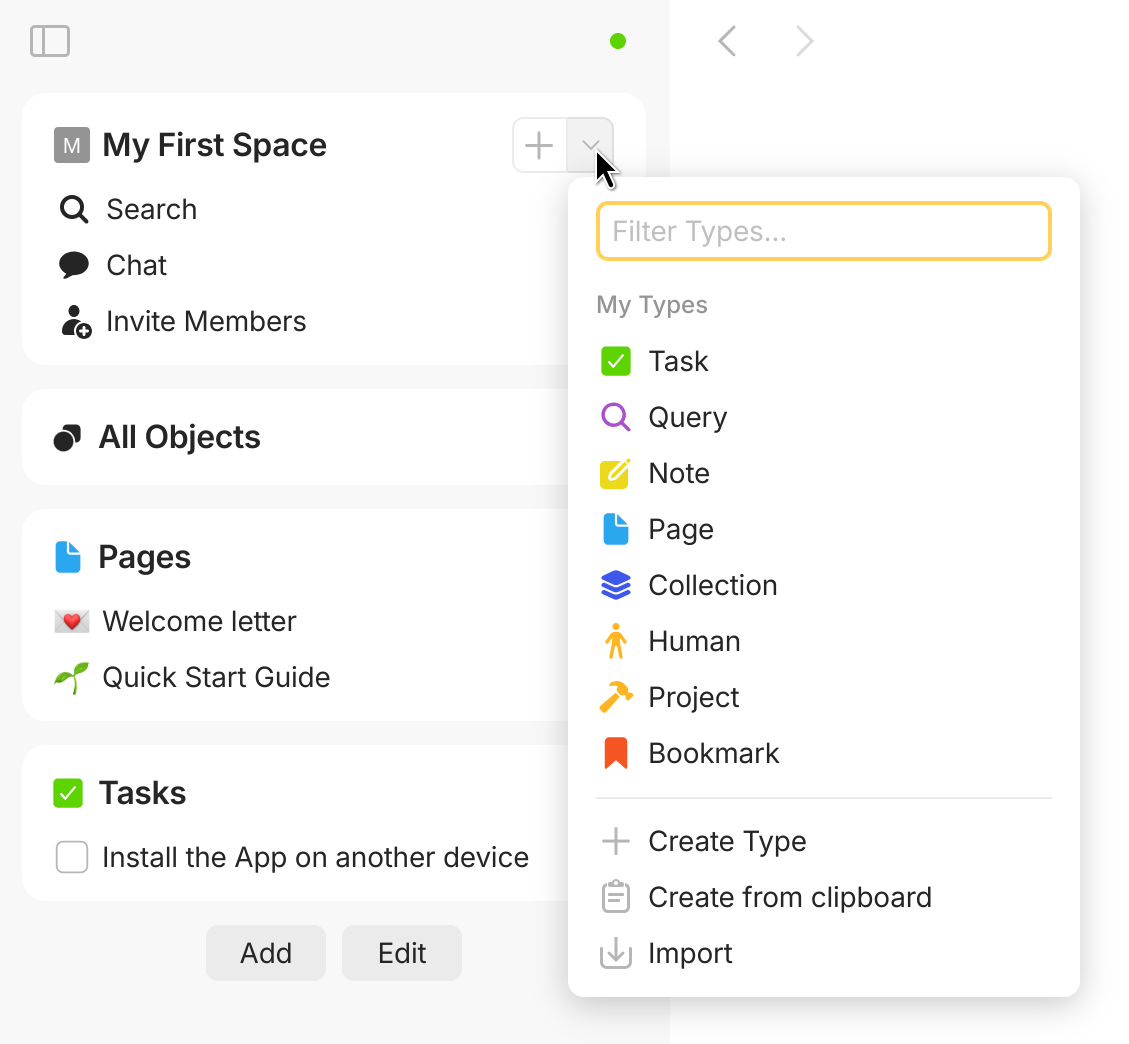 M My First Space
Search
Chat
Invite Members
All Objects
Pages
Welcome letter
Quick Start Guide
Tasks
Install the App on another device
Add
Edit
Filter Types...
My Types
Task
Query
Note
Page
Collection
Human
Project
Bookmark
Create Type
Create from clipboard
Import